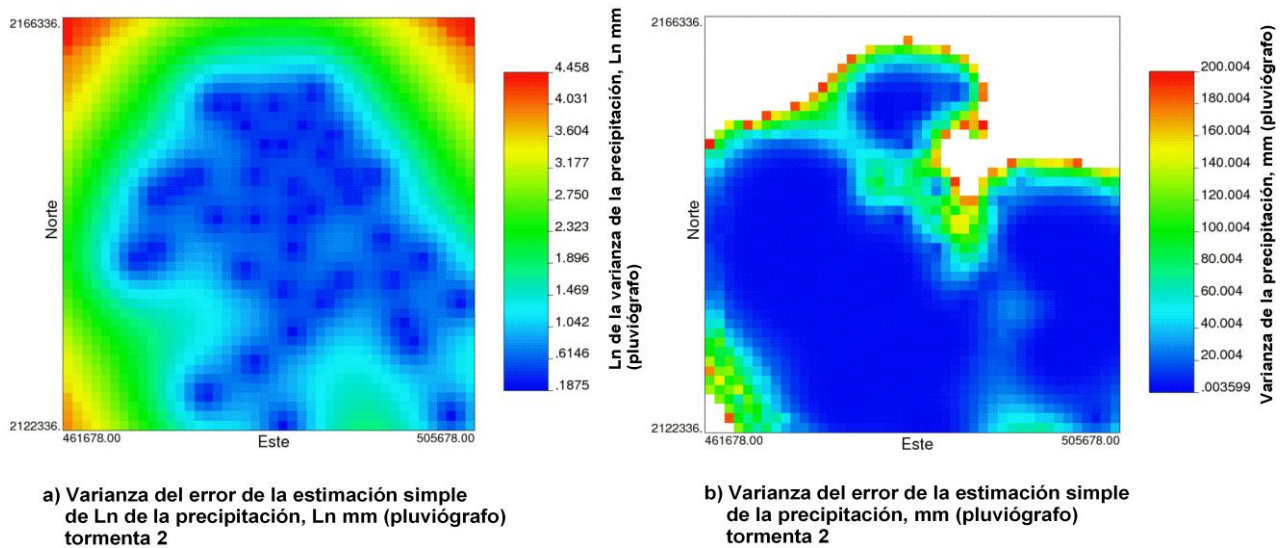 2166336.
Norte
2122336.
461678.00
Este
505678.00
4.458
4.031
3.604
3.177
2.750
2.323
1.896
1.469
1.042
.6146
.1875
Ln de la varianza de la precipitación, Ln mm
(pluviógrafo)
a) Varianza del error de la estimación simple
de Ln de la precipitación, Ln mm (pluviógrafo)
tormenta 2
2166336.
Norte
2122336.
461678.00
Este
505678.00
200.004
180.004
160.004
140.004
120.004
100.004
80.004
60.004
40.004
20.004
.003599
Varianza de la precipitación, mm (pluviógrafo)
b) Varianza del error de la estimación simple
de la precipitación, mm (pluviógrafo)
tormenta 2